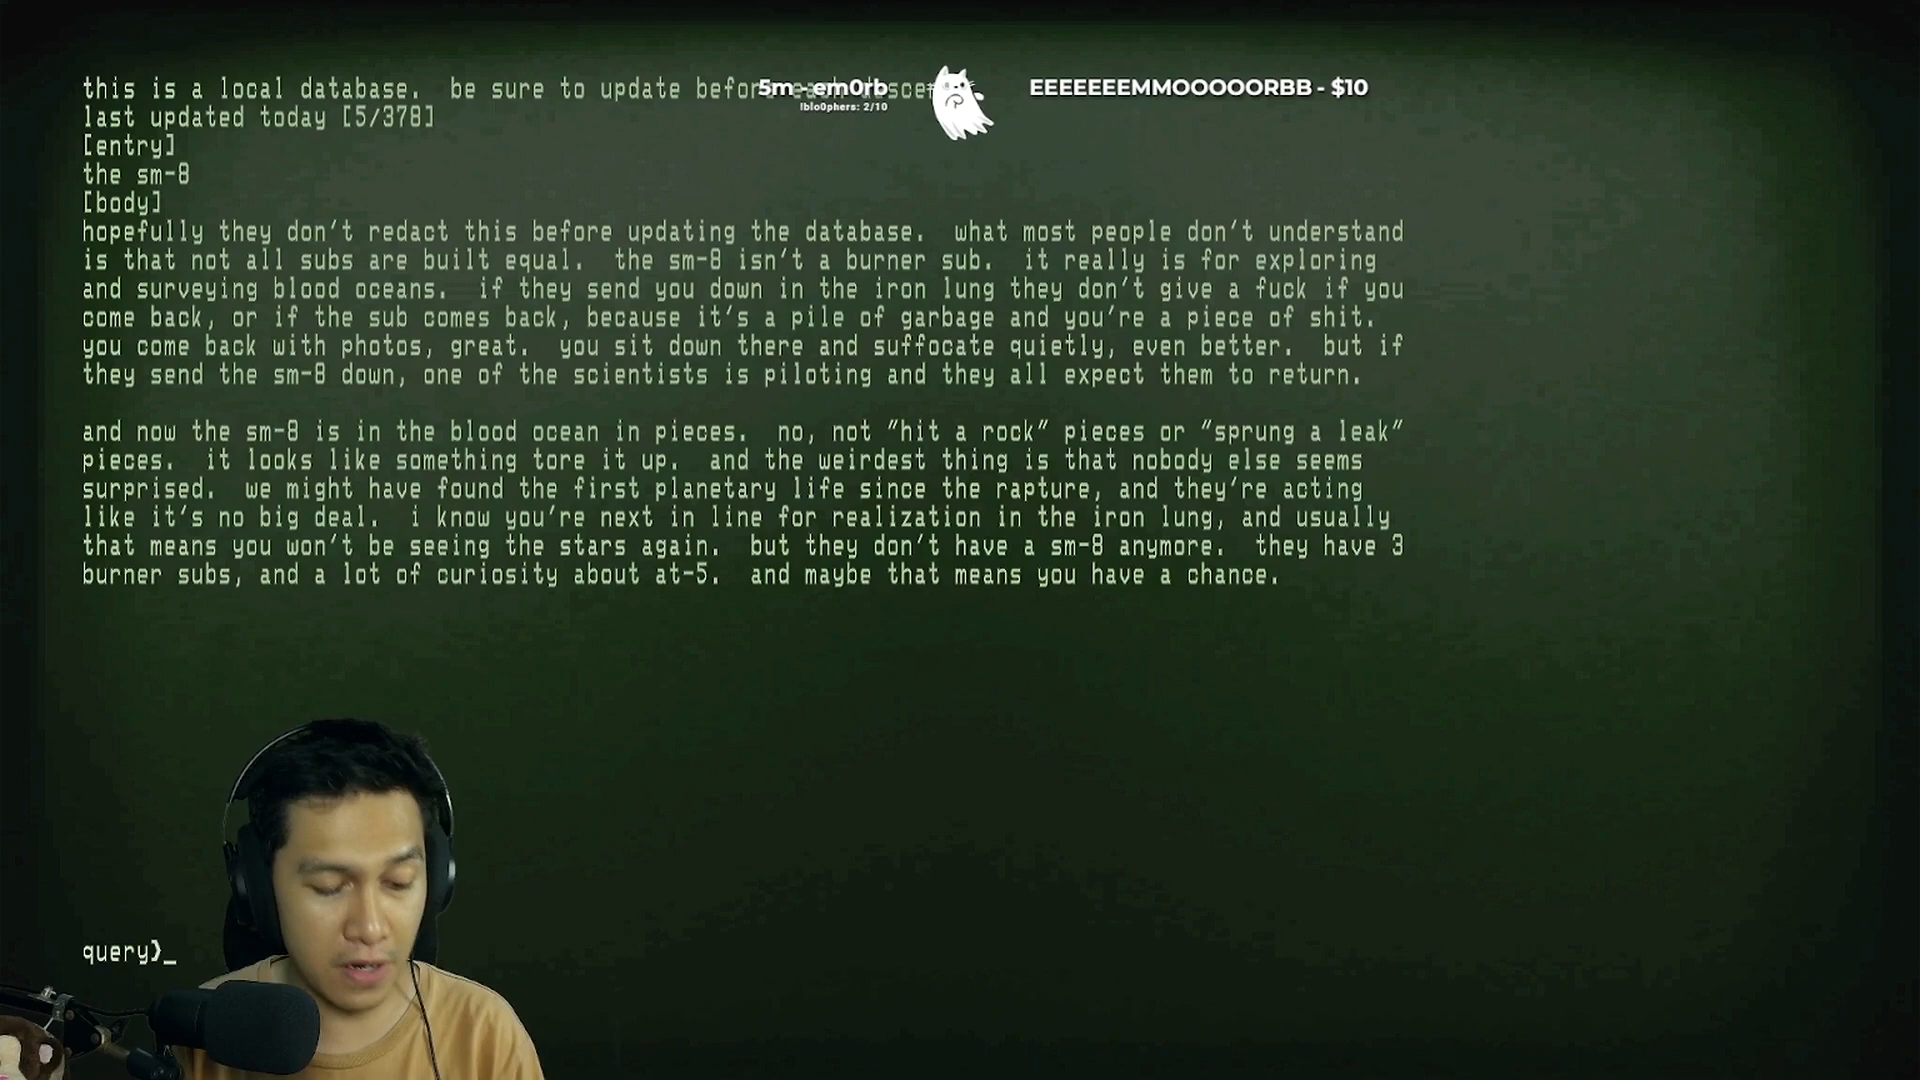 this is a local database.  be sure to update before each descent
last updated today [5/378]
[entry]
the sm-8
[body]
hopefully they don't redact this before updating the database.  what most people don't understand
is that not all subs are built equal.  the sm-8 isn't a burner sub.  it really is for exploring
and surveying blood oceans.  if they send you down in the iron lung they don't give a fuck if you
come back, or if the sub comes back, because it's a pile of garbage and you're a piece of shit.
you come back with photos, great.  you sit down there and suffocate quietly, even better.  but if
they send the sm-8 down, one of the scientists is piloting and they all expect them to return.
and now the sm-8 is in the blood ocean in pieces.  no, not "hit a rock" pieces or "sprung a leak"
pieces.  it looks like something tore it up.  and the weirdest thing is that nobody else seems
surprised.  we might have found the first planetary life since the rapture, and they're acting
like it's no big deal.  i know you're next in line for realization in the iron lung, and usually
that means you won't be seeing the stars again.  but they don't have a sm-8 anymore.  they have 3
burner subs, and a lot of curiosity about at-5.  and maybe that means you have a chance.
query}_
5m - em0rb
!blo0phers: 2/10
EEEEEEEMMOOOOORBB - $10